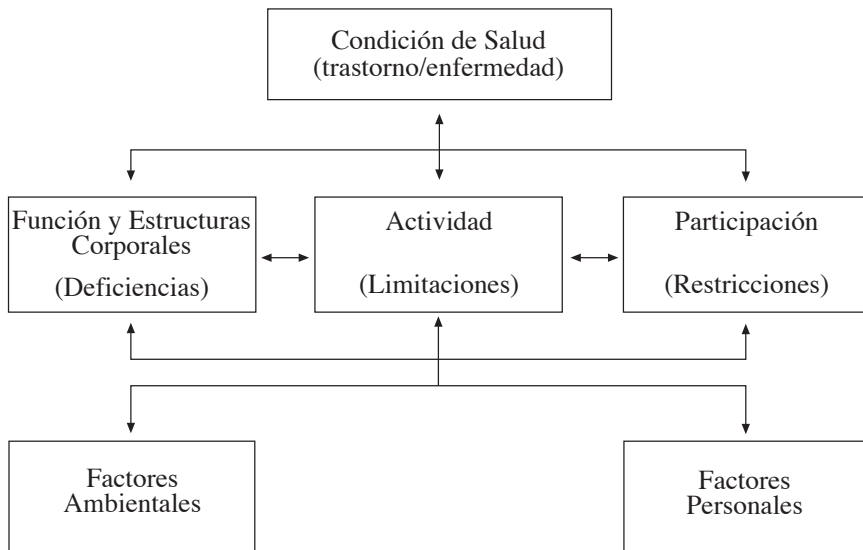 Condición de Salud
(trastorno/enfermedad)
Función y Estructuras
Corporales
(Deficiencias)
Actividad
(Limitaciones)
Participación
(Restricciones)
Factores
Ambientales
Factores
Personales